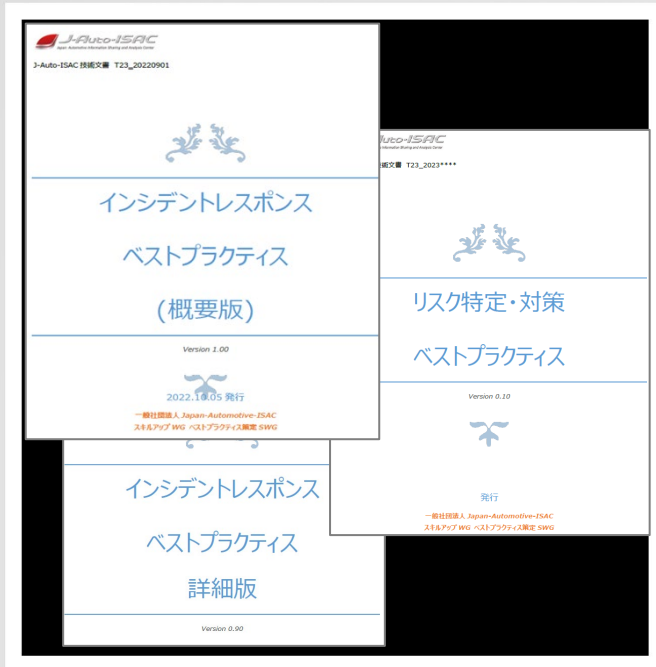 J-Auto-ISAC
Japan Automotive Information Sharing and Analysis Center
J-Auto-ISAC 技術文書 T23_20220901
インシデントレスポンス
ベストプラクティス
(概要版)
Version 1.00
2022.10.05 発行
一般社団法人 Japan-Automotive-ISAC
スキルアップ WG ベストプラクティス策定 SWG
uto-ISAC
Information Sharing and Analysis Center
術文書 T23_2023****
リスク特定・対策
ベストプラクティス
Version 0.10
発行
一般社団法人 Japan-Automotive-ISAC
スキルアップ WG ベストプラクティス策定 SWG
インシデントレスポンス
ベストプラクティス
詳細版
Version 0.90